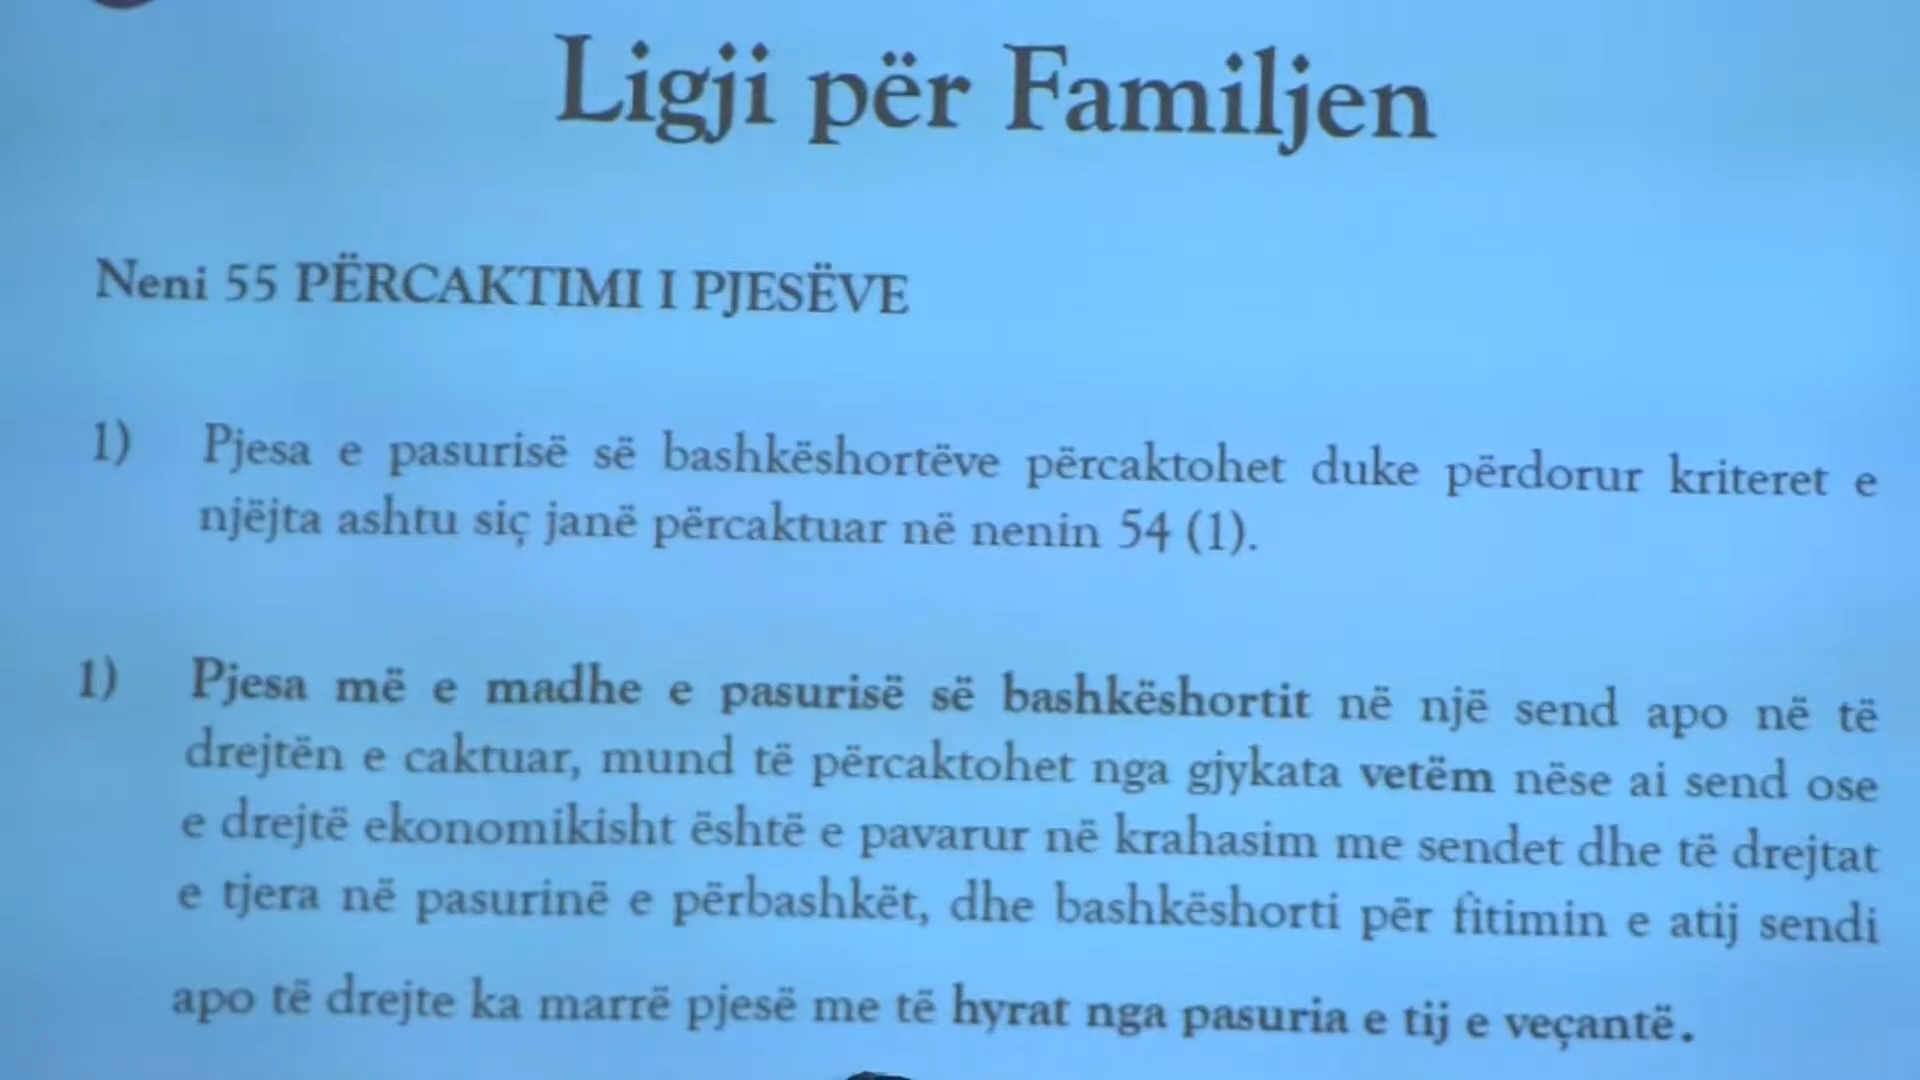 Ligji për Familjen
Neni 55 PËRCAKTIMI I PJESËVE
1) Pjesa e pasurisë së bashkëshortëve përcaktohet duke përdorur kriteret e
njëjta ashtu siç janë përcaktuar në nenin 54 (1).
1) Pjesa më e madhe e pasurisë së bashkëshortit në një send apo në të
drejtën e caktuar, mund të përcaktohet nga gjykata vetëm nëse ai send ose
e drejtë ekonomikisht është e pavarur në krahasim me sendet dhe të drejtat
e tjera në pasurinë e përbashkët, dhe bashkëshorti për fitimin e atij sendi
apo të drejte ka marrë pjesë me të hyrat nga pasuria e tij e veçantë.